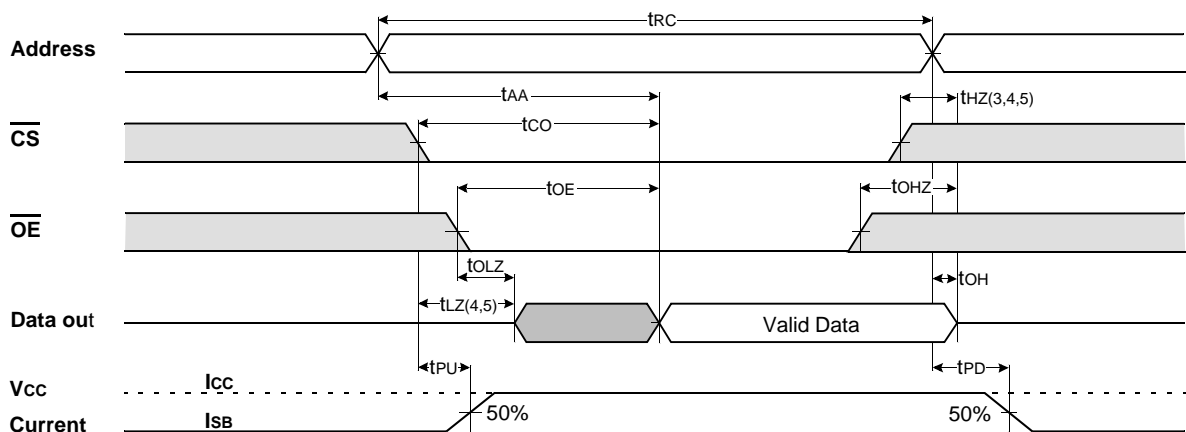 tRC
Address
tAA
tHZ(3,4,5)
tCO
CS
tOE
tOHZ
OE
tOLZ
tOH
tLZ(4,5)
Data out
Valid Data
tPU
tPD
VCC
ICC
50%
50%
Current
ISB